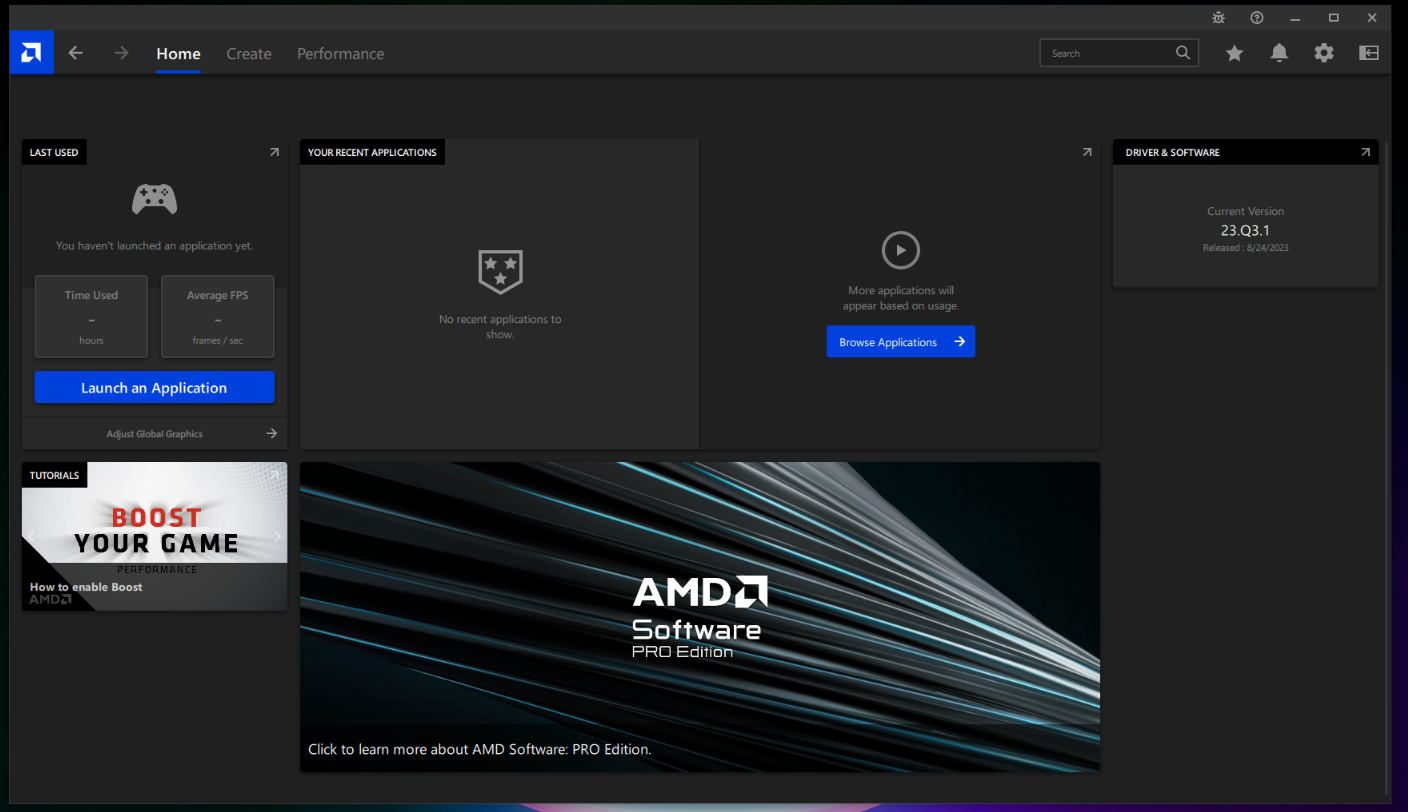 Home
Create
Performance
Search
LAST USED
You haven't launched an application yet.
Time Used
–
hours
Average FPS
–
frames / sec
Launch an Application
Adjust Global Graphics
YOUR RECENT APPLICATIONS
No recent applications to
show.
More applications will
appear based on usage.
Browse Applications
DRIVER & SOFTWARE
Current Version
23.Q3.1
Released : 8/24/2023
TUTORIALS
BOOST
YOUR GAME
PERFORMANCE
How to enable Boost
AMD
AMD
Software
PRO Edition
Click to learn more about AMD Software: PRO Edition.